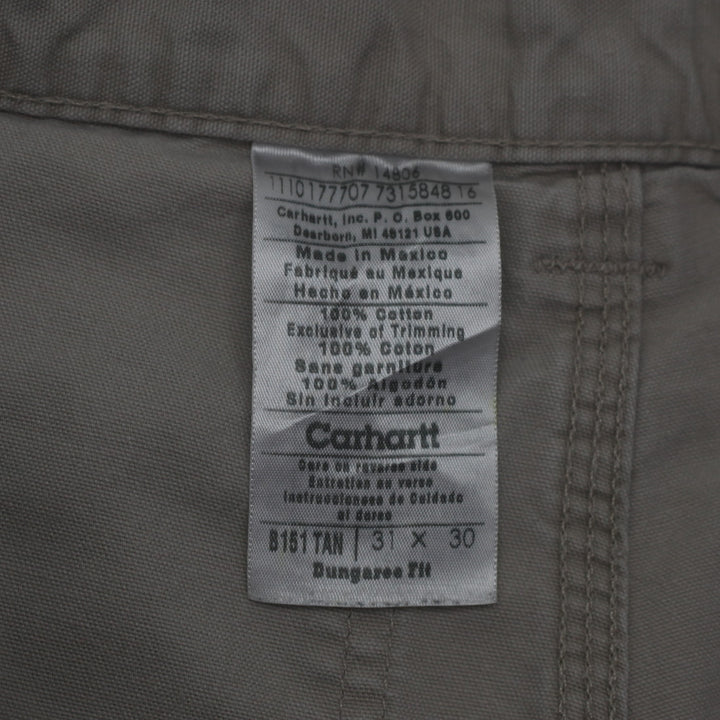 RN# 14806
1110177707 7315848 16
Carhartt, Inc. P. O. Box 600
Dearborn, MI 48121 USA
Made in Mexico
Fabriqué au Mexique
Hecho en México
100% Cotton
Exclusive of Trimming
100% Coton
Sans garniture
100% Algodón
Sin incluir adorno
Carhartt
Care on reverse side
Entretien au verso
Instrucciones de Cuidado
al dorso
B151 TAN | 31 X 30
Dungaree Fit